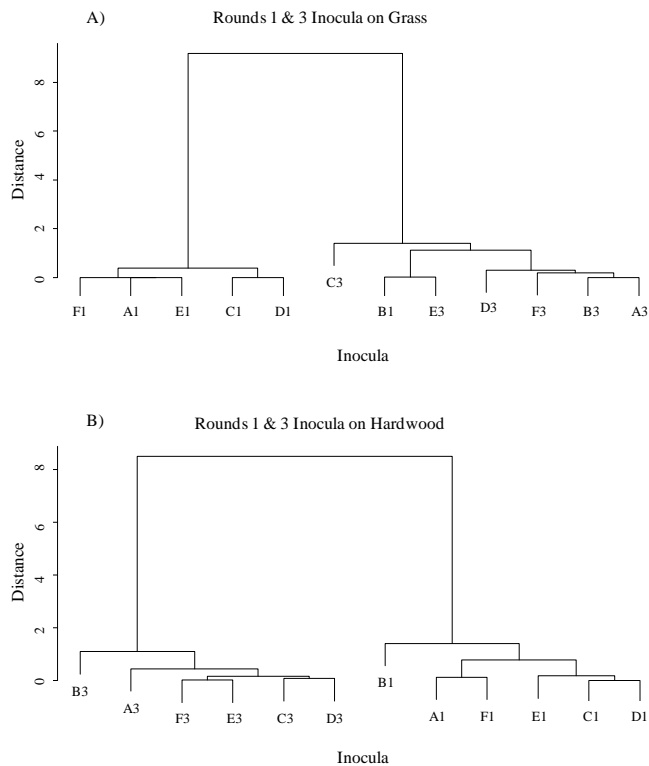 A)
Rounds 1 & 3 Inocula on Grass
Distance
8
6
4
2
0
F1 A1 E1 C1 D1 C3 B1 E3 D3 F3 B3 A3
Inocula
B)
Rounds 1 & 3 Inocula on Hardwood
Distance
8
6
4
2
0
B3 A3 F3 E3 C3 D3 B1 A1 F1 E1 C1 D1
Inocula